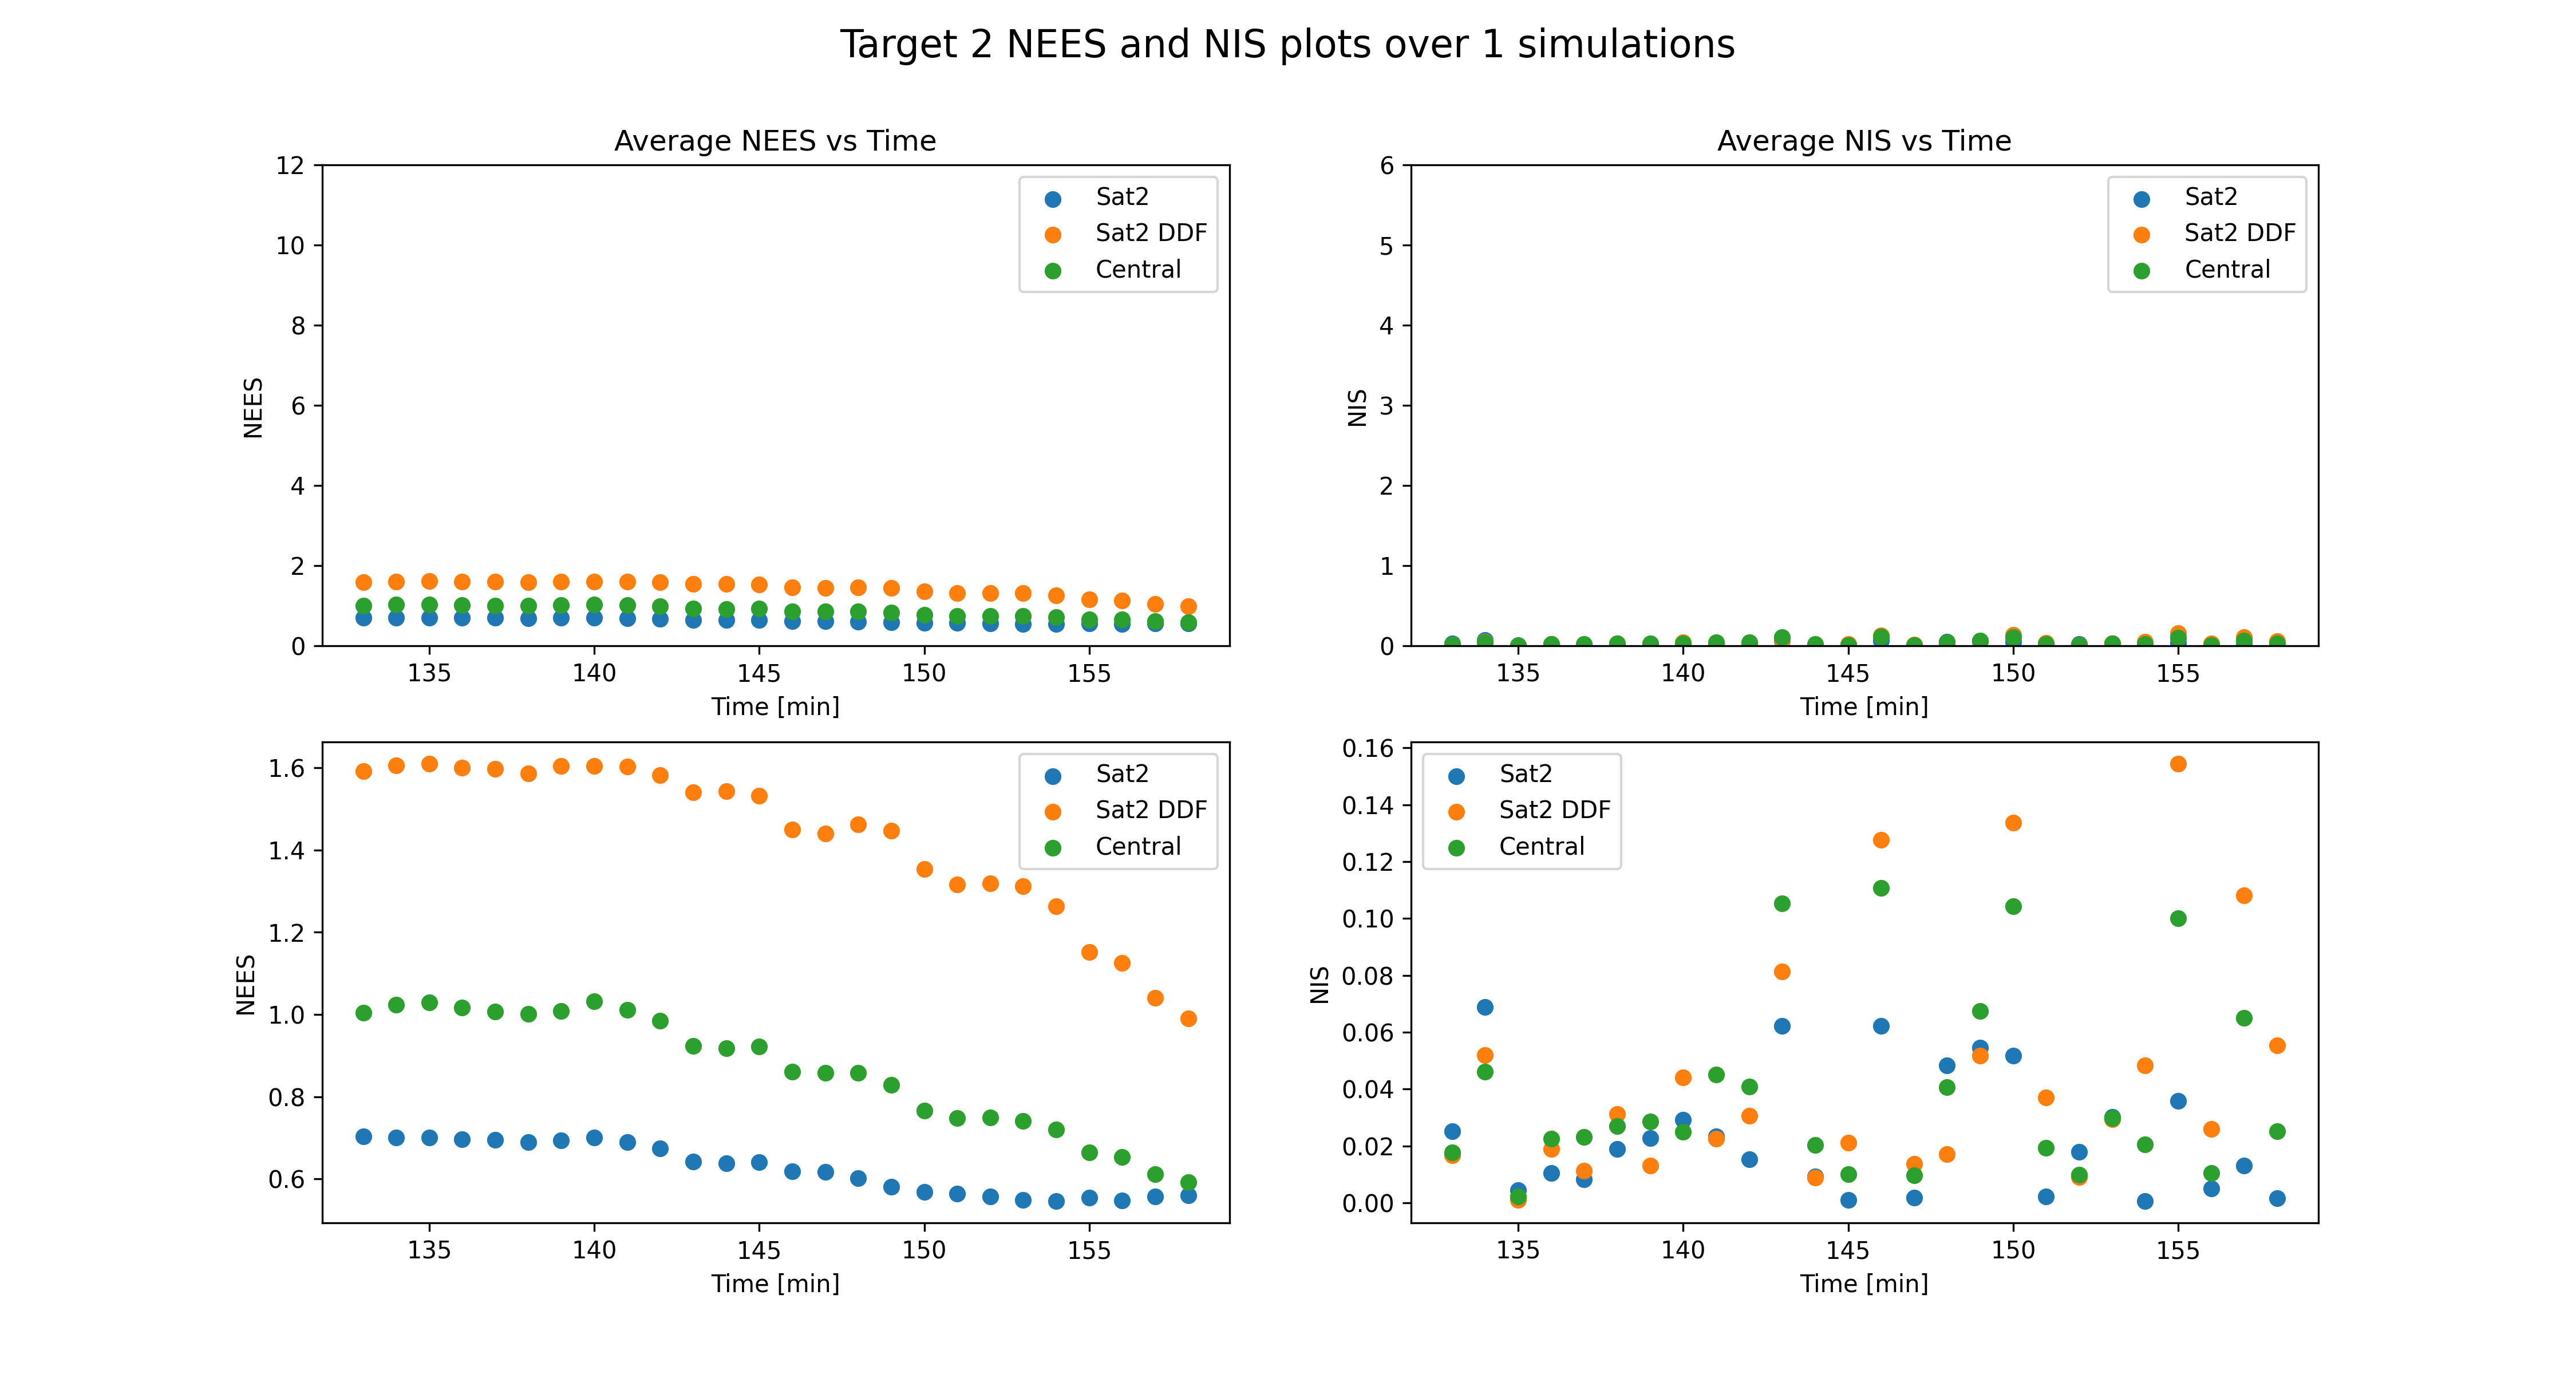 Target 2 NEES and NIS plots over 1 simulations
Average NEES vs Time
12
10
8
6
4
2
0
NEES
135 140 145 150 155
Time [min]
Sat2
Sat2 DDF
Central
Average NIS vs Time
6
5
4
3
2
1
0
NIS
135 140 145 150 155
Time [min]
Sat2
Sat2 DDF
Central
1.6
1.4
1.2
1.0
0.8
0.6
NEES
135 140 145 150 155
Time [min]
Sat2
Sat2 DDF
Central
0.16
0.14
0.12
0.10
0.08
0.06
0.04
0.02
0.00
NIS
135 140 145 150 155
Time [min]
Sat2
Sat2 DDF
Central